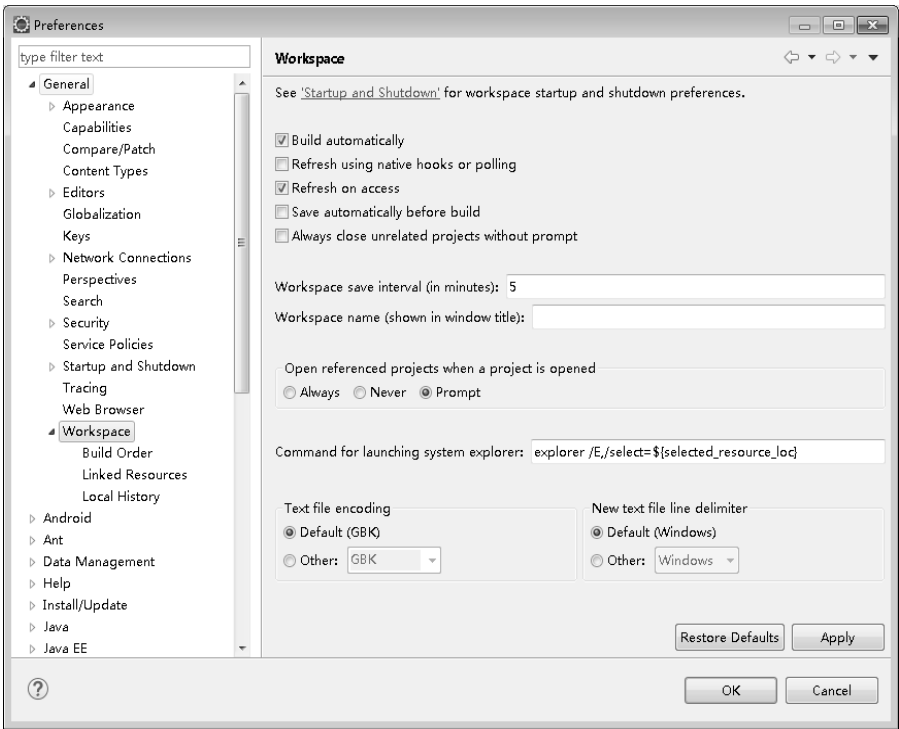 Preferences
type filter text
General
Appearance
Capabilities
Compare/Patch
Content Types
Editors
Globalization
Keys
Network Connections
Perspectives
Search
Security
Service Policies
Startup and Shutdown
Tracing
Web Browser
Workspace
Build Order
Linked Resources
Local History
Android
Ant
Data Management
Help
Install/Update
Java
Java EE
Workspace
See 'Startup and Shutdown' for workspace startup and shutdown preferences.
Build automatically
Refresh using native hooks or polling
Refresh on access
Save automatically before build
Always close unrelated projects without prompt
Workspace save interval (in minutes): 5
Workspace name (shown in window title):
Open referenced projects when a project is opened
Always Never Prompt
Command for launching system explorer: explorer /E,/select=${selected_resource_loc}
Text file encoding
Default (GBK)
Other: GBK
New text file line delimiter
Default (Windows)
Other: Windows
Restore Defaults Apply
? OK Cancel